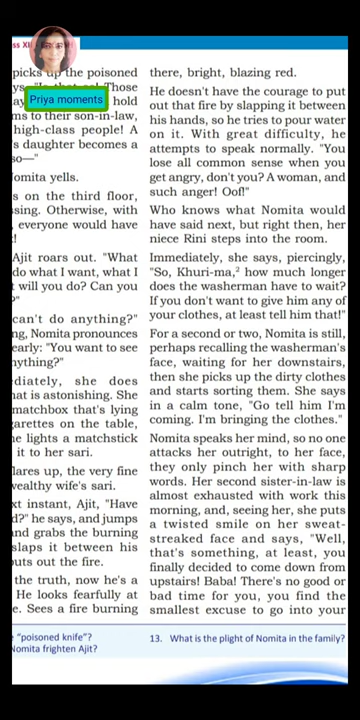 ss XI
Priya moments
picks up the poisoned
hold
ms to their son-in-law,
high-class people! A
's daughter becomes a
so—"
omita yells.
s on the third floor,
sing. Otherwise, with
everyone would have
!
Ajit roars out. "What
do what I want, what I
t will you do? Can you
?"
can't do anything?"
ng, Nomita pronounces
early: "You want to see
nything?"
ediately, she does
hat is astonishing. She
matchbox that's lying
garettes on the table,
he lights a matchstick
it to her sari.
lares up, the very fine
wealthy wife's sari.
xt instant, Ajit, "Have
d?" he says, and jumps
and grabs the burning
slaps it between his
outs out the fire.
the truth, now he's a
He looks fearfully at
e. Sees a fire burning
"poisoned knife"?
Nomita frighten Ajit?
there, bright, blazing red.
He doesn't have the courage to put
out that fire by slapping it between
his hands, so he tries to pour water
on it. With great difficulty, he
attempts to speak normally. "You
lose all common sense when you
get angry, don't you? A woman, and
such anger! Oof!"
Who knows what Nomita would
have said next, but right then, her
niece Rini steps into the room.
Immediately, she says, piercingly,
"So, Khuri-ma,² how much longer
does the washerman have to wait?
If you don't want to give him any of
your clothes, at least tell him that!"
For a second or two, Nomita is still,
perhaps recalling the washerman's
face, waiting for her downstairs,
then she picks up the dirty clothes
and starts sorting them. She says
in a calm tone, "Go tell him I'm
coming. I'm bringing the clothes."
Nomita speaks her mind, so no one
attacks her outright, to her face,
they only pinch her with sharp
words. Her second sister-in-law is
almost exhausted with work this
morning, and, seeing her, she puts
a twisted smile on her sweat-
streaked face and says, "Well,
that's something, at least, you
finally decided to come down from
upstairs! Baba! There's no good or
bad time for you, you find the
smallest excuse to go into your
13. What is the plight of Nomita in the family?